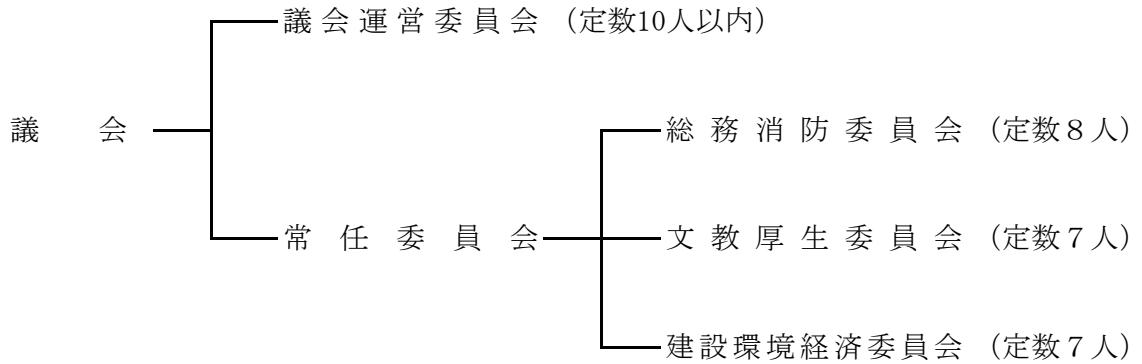 議会運営委員会 (定数10人以内)
議会
総務消防委員会 (定数８人)
常任委員会
文教厚生委員会 (定数７人)
建設環境経済委員会 (定数７人)